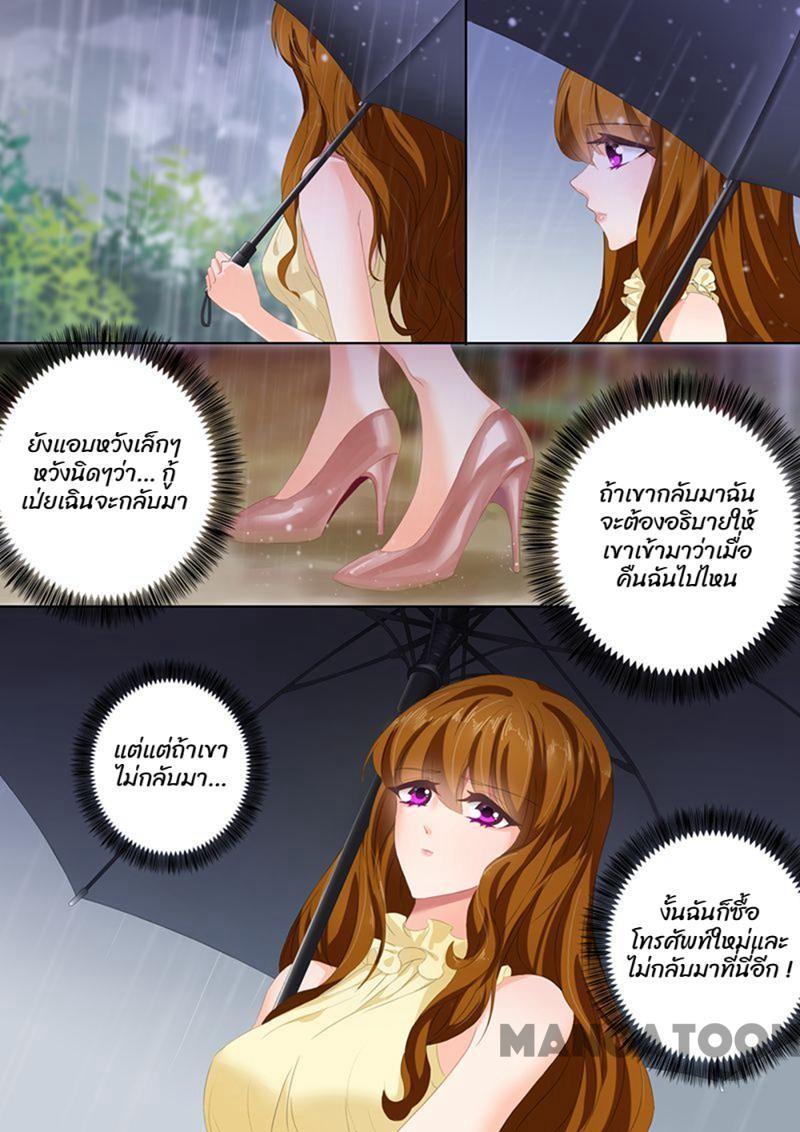 ยังแอบหวังเล็กๆ
หวังนิดๆว่า... กู้
เป่ยเฉินจะกลับมา
ถ้าเขากลับมาฉัน
จะต้องอธิบายให้
เขาเข้ามาว่าเมื่อ
คืนฉันไปไหน
แต่แต่ถ้าเขา
ไม่กลับมา...
งั้นฉันก็ซื้อ
โทรศัพท์ใหม่และ
ไม่กลับมาที่นี่อีก !
MANGATOON